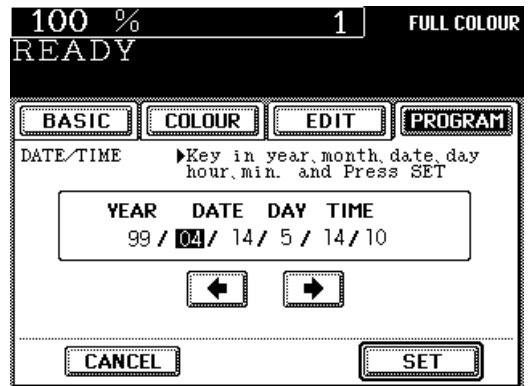 100 % 1 FULL COLOUR
READY
BASIC COLOUR EDIT PROGRAM
DATE/TIME ▶Key in year、month、date、day
hour、min. and Press SET
YEAR DATE DAY TIME
99 / 04 / 14 / 5 / 14 / 10
CANCEL SET